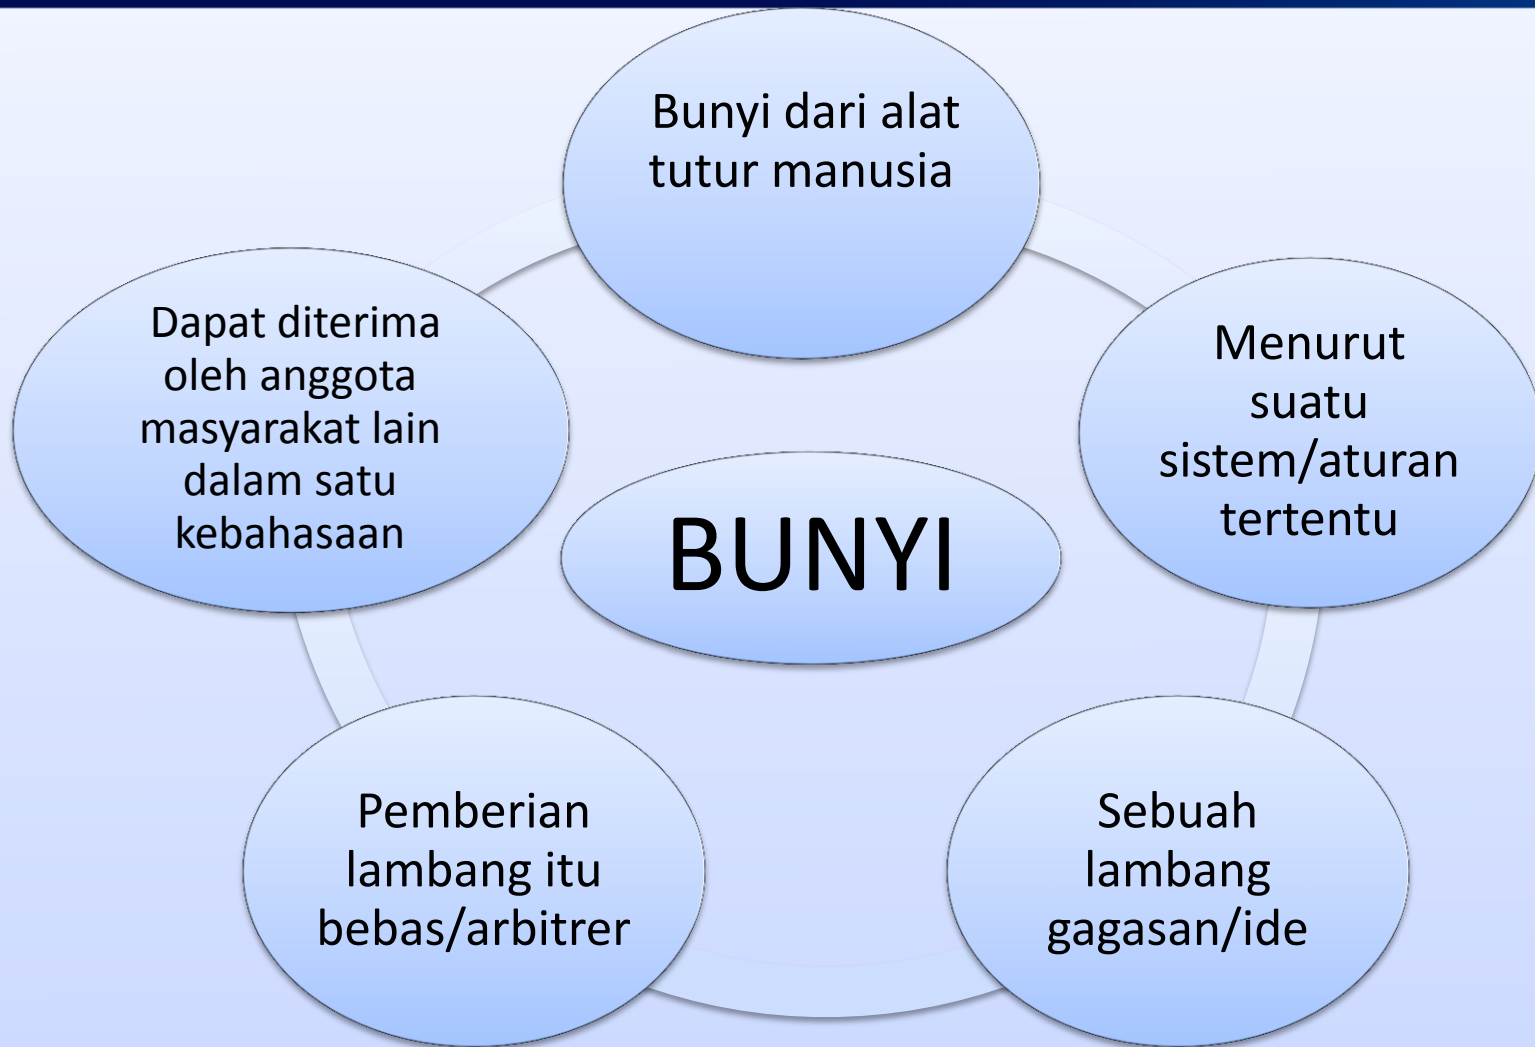 Bunyi dari alat
tutur manusia
Menurut
suatu
sistem/aturan
tertentu
Sebuah
lambang
gagasan/ide
Pemberian
lambang itu
bebas/arbitrer
Dapat diterima
oleh anggota
masyarakat lain
dalam satu
kebahasaan
BUNYI